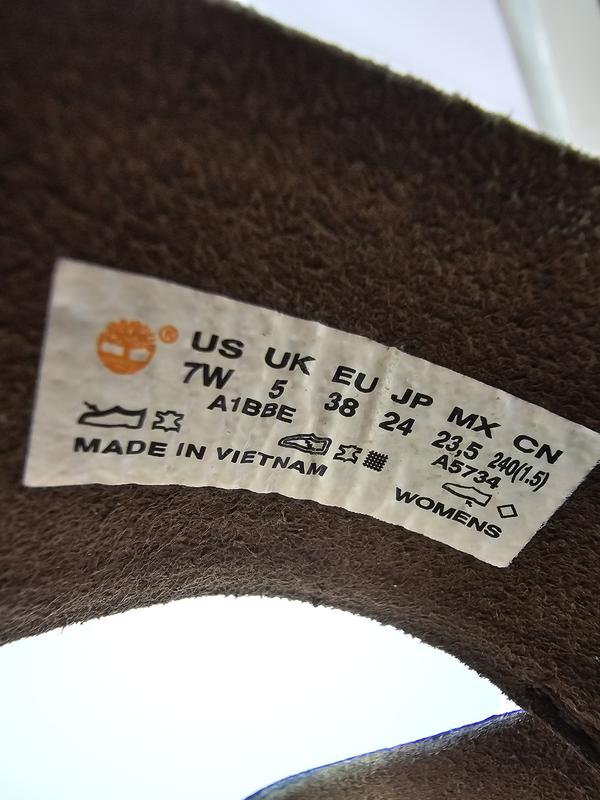 ® US UK EU JP MX CN
7W 5 38 24 23,5 240(1.5)
A1BBE A5734
MADE IN VIETNAM WOMENS